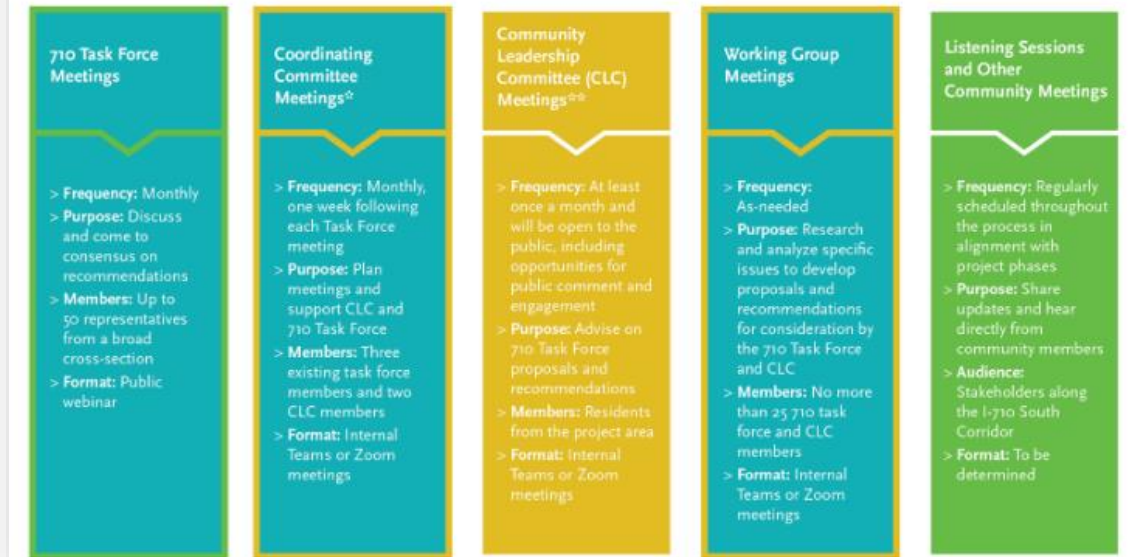 710 Task Force
Meetings
> Frequency: Monthly
> Purpose: Discuss
and come to
consensus on
recommendations
> Members: Up to
50 representatives
from a broad
cross-section
> Format: Public
webinar
Coordinating
Committee
Meetings☆
> Frequency: Monthly,
one week following
each Task Force
meeting
> Purpose: Plan
meetings and
support CLC and
710 Task Force
> Members: Three
existing task force
members and two
CLC members
> Format: Internal
Teams or Zoom
meetings
Community
Leadership
Committee (CLC)
Meetings☆☆
> Frequency: At least
once a month and
will be open to the
public, including
opportunities for
public comment and
engagement
> Purpose: Advise on
710 Task Force
proposals and
recommendations
> Members: Residents
from the project area
> Format: Internal
Teams or Zoom
meetings
Working Group
Meetings
> Frequency:
As-needed
> Purpose: Research
and analyze specific
issues to develop
proposals and
recommendations
for consideration by
the 710 Task Force
and CLC
> Members: No more
than 25 710 task
force and CLC
members
> Format: Internal
Teams or Zoom
meetings
Listening Sessions
and Other
Community Meetings
> Frequency: Regularly
scheduled throughout
the process in
alignment with
project phases
> Purpose: Share
updates and hear
directly from
community members
> Audience:
Stakeholders along
the I-710 South
Corridor
> Format: To be
determined